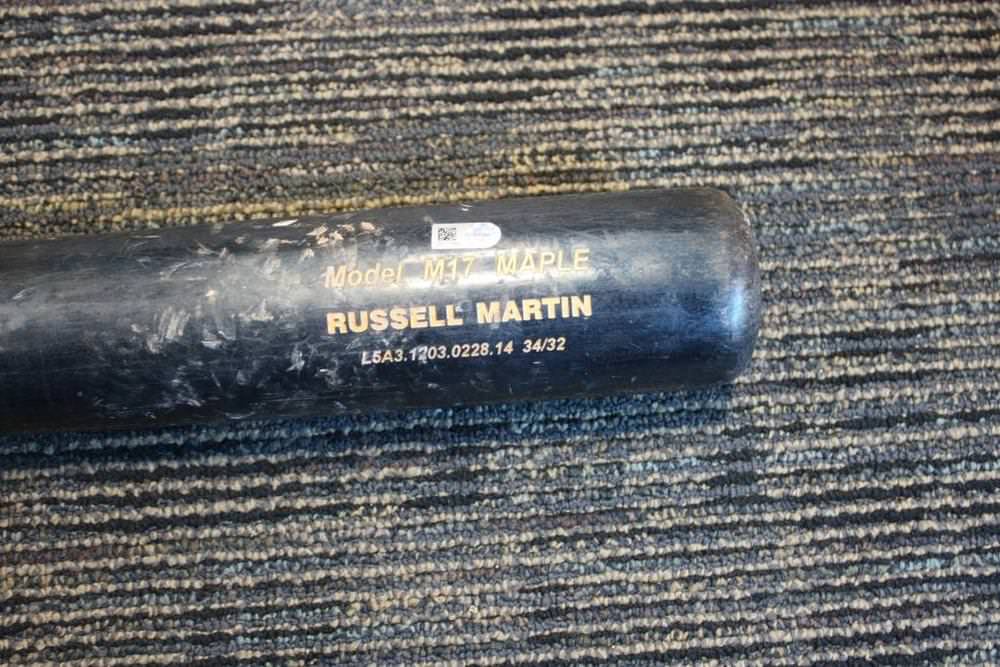 Model M17 MAPLE
RUSSELL MARTIN
L5A3.1203.0228.14 34/32